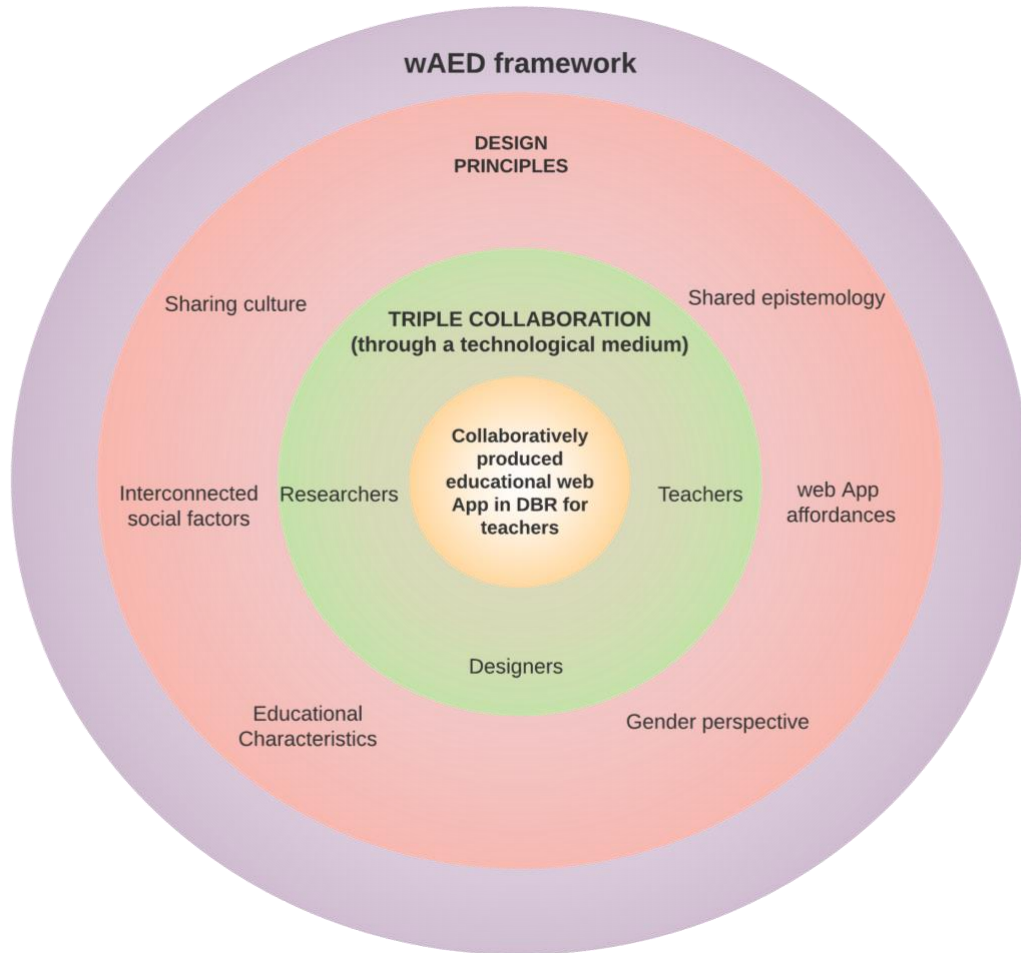 wAED framework
DESIGN
PRINCIPLES
Sharing culture
Shared epistemology
TRIPLE COLLABORATION
(through a technological medium)
Collaboratively
produced
educational web
App in DBR for
teachers
Interconnected
social factors
Researchers
Teachers
web App
affordances
Designers
Educational
Characteristics
Gender perspective